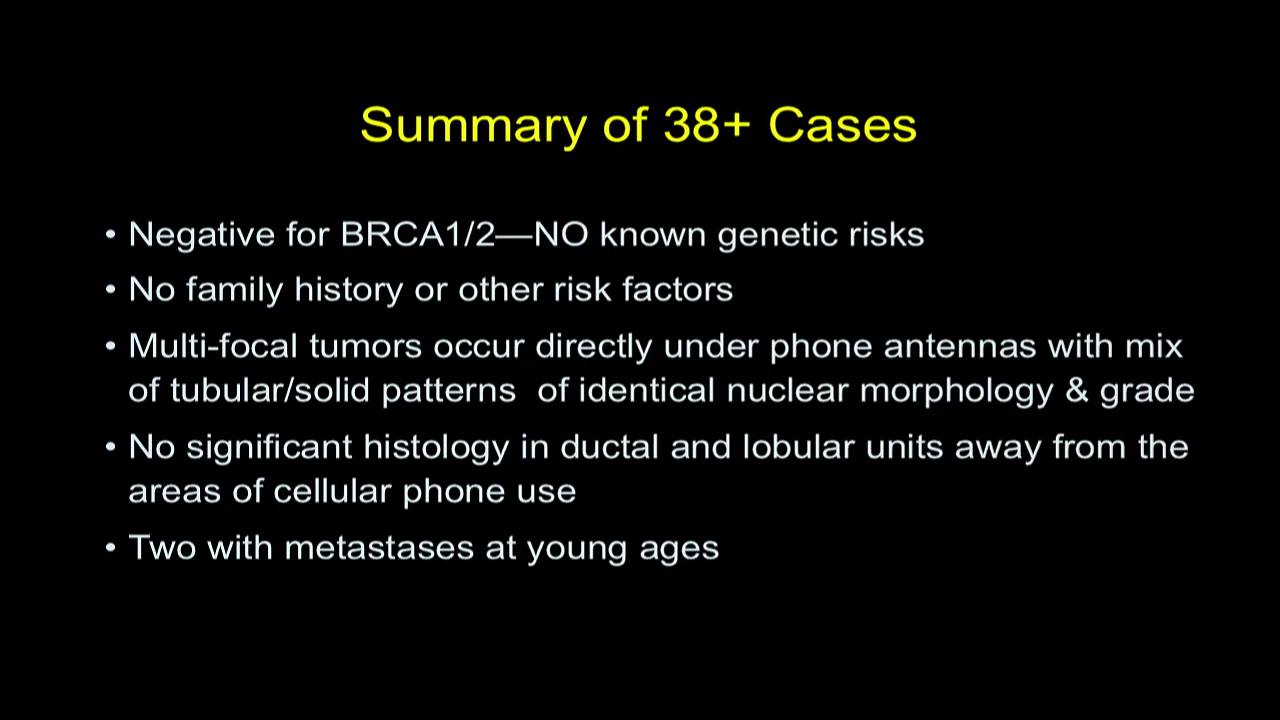 Summary of 38+ Cases
• Negative for BRCA1/2—NO known genetic risks
• No family history or other risk factors
• Multi-focal tumors occur directly under phone antennas with mix
of tubular/solid patterns  of identical nuclear morphology & grade
• No significant histology in ductal and lobular units away from the
areas of cellular phone use
• Two with metastases at young ages